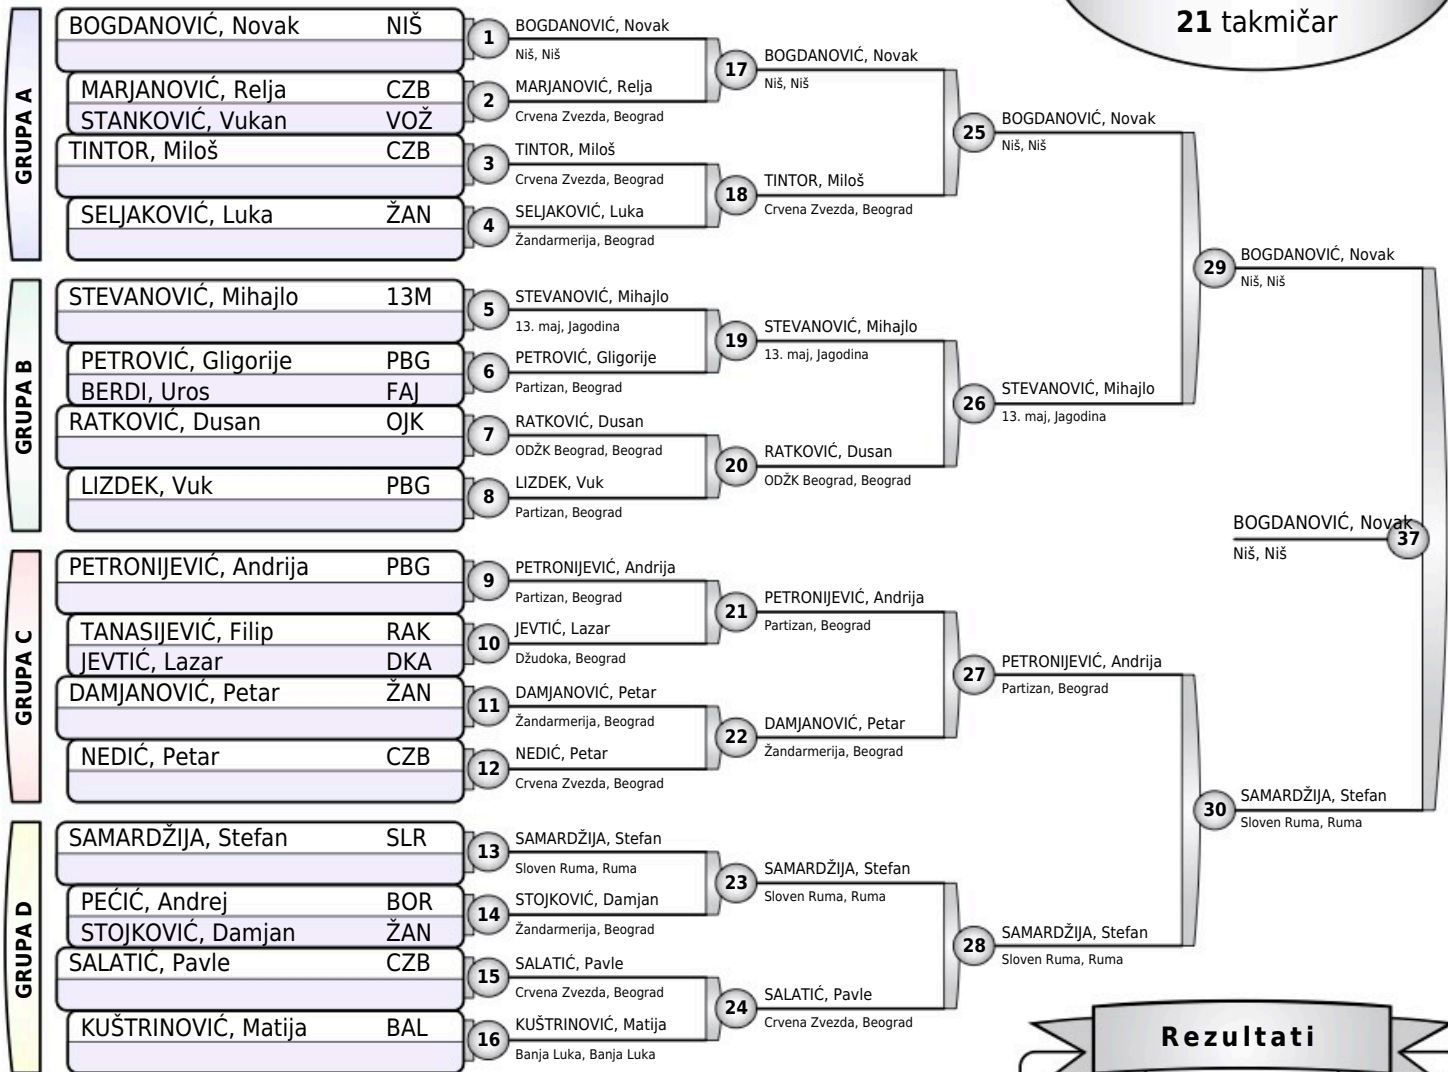 21 takmičar
GRUPA A
BOGDANOVIĆ, Novak NIŠ
MARJANOVIĆ, Relja CZB
STANKOVIĆ, Vukan VOŽ
TINTOR, Miloš CZB
SELJAKOVIĆ, Luka ŽAN
GRUPA B
STEVANOVIĆ, Mihajlo 13M
PETROVIĆ, Gligorije PBG
BERDI, Uros FAJ
RATKOVIĆ, Dusan OJK
LIZDEK, Vuk PBG
GRUPA C
PETRONIJEVIĆ, Andrija PBG
TANASIJEVIĆ, Filip RAK
JEVTIĆ, Lazar DKA
DAMJANOVIĆ, Petar ŽAN
NEDIĆ, Petar CZB
GRUPA D
SAMARDŽIJA, Stefan SLR
PEĆIĆ, Andrej BOR
STOJKOVIĆ, Damjan ŽAN
SALATIĆ, Pavle CZB
KUŠTRINOVIĆ, Matija BAL
1 BOGDANOVIĆ, Novak
Niš, Niš
2 MARJANOVIĆ, Relja
Crvena Zvezda, Beograd
3 TINTOR, Miloš
Crvena Zvezda, Beograd
4 SELJAKOVIĆ, Luka
Žandarmerija, Beograd
5 STEVANOVIĆ, Mihajlo
13. maj, Jagodina
6 PETROVIĆ, Gligorije
Partizan, Beograd
7 RATKOVIĆ, Dusan
ODŽK Beograd, Beograd
8 LIZDEK, Vuk
Partizan, Beograd
9 PETRONIJEVIĆ, Andrija
Partizan, Beograd
10 JEVTIĆ, Lazar
Džudoka, Beograd
11 DAMJANOVIĆ, Petar
Žandarmerija, Beograd
12 NEDIĆ, Petar
Crvena Zvezda, Beograd
13 SAMARDŽIJA, Stefan
Sloven Ruma, Ruma
14 STOJKOVIĆ, Damjan
Žandarmerija, Beograd
15 SALATIĆ, Pavle
Crvena Zvezda, Beograd
16 KUŠTRINOVIĆ, Matija
Banja Luka, Banja Luka
17 BOGDANOVIĆ, Novak
Niš, Niš
18 TINTOR, Miloš
Crvena Zvezda, Beograd
19 STEVANOVIĆ, Mihajlo
13. maj, Jagodina
20 RATKOVIĆ, Dusan
ODŽK Beograd, Beograd
21 PETRONIJEVIĆ, Andrija
Partizan, Beograd
22 DAMJANOVIĆ, Petar
Žandarmerija, Beograd
23 SAMARDŽIJA, Stefan
Sloven Ruma, Ruma
24 SALATIĆ, Pavle
Crvena Zvezda, Beograd
25 BOGDANOVIĆ, Novak
Niš, Niš
26 STEVANOVIĆ, Mihajlo
13. maj, Jagodina
27 PETRONIJEVIĆ, Andrija
Partizan, Beograd
28 SAMARDŽIJA, Stefan
Sloven Ruma, Ruma
29 BOGDANOVIĆ, Novak
Niš, Niš
30 SAMARDŽIJA, Stefan
Sloven Ruma, Ruma
BOGDANOVIĆ, Novak 37
Niš, Niš
Rezultati